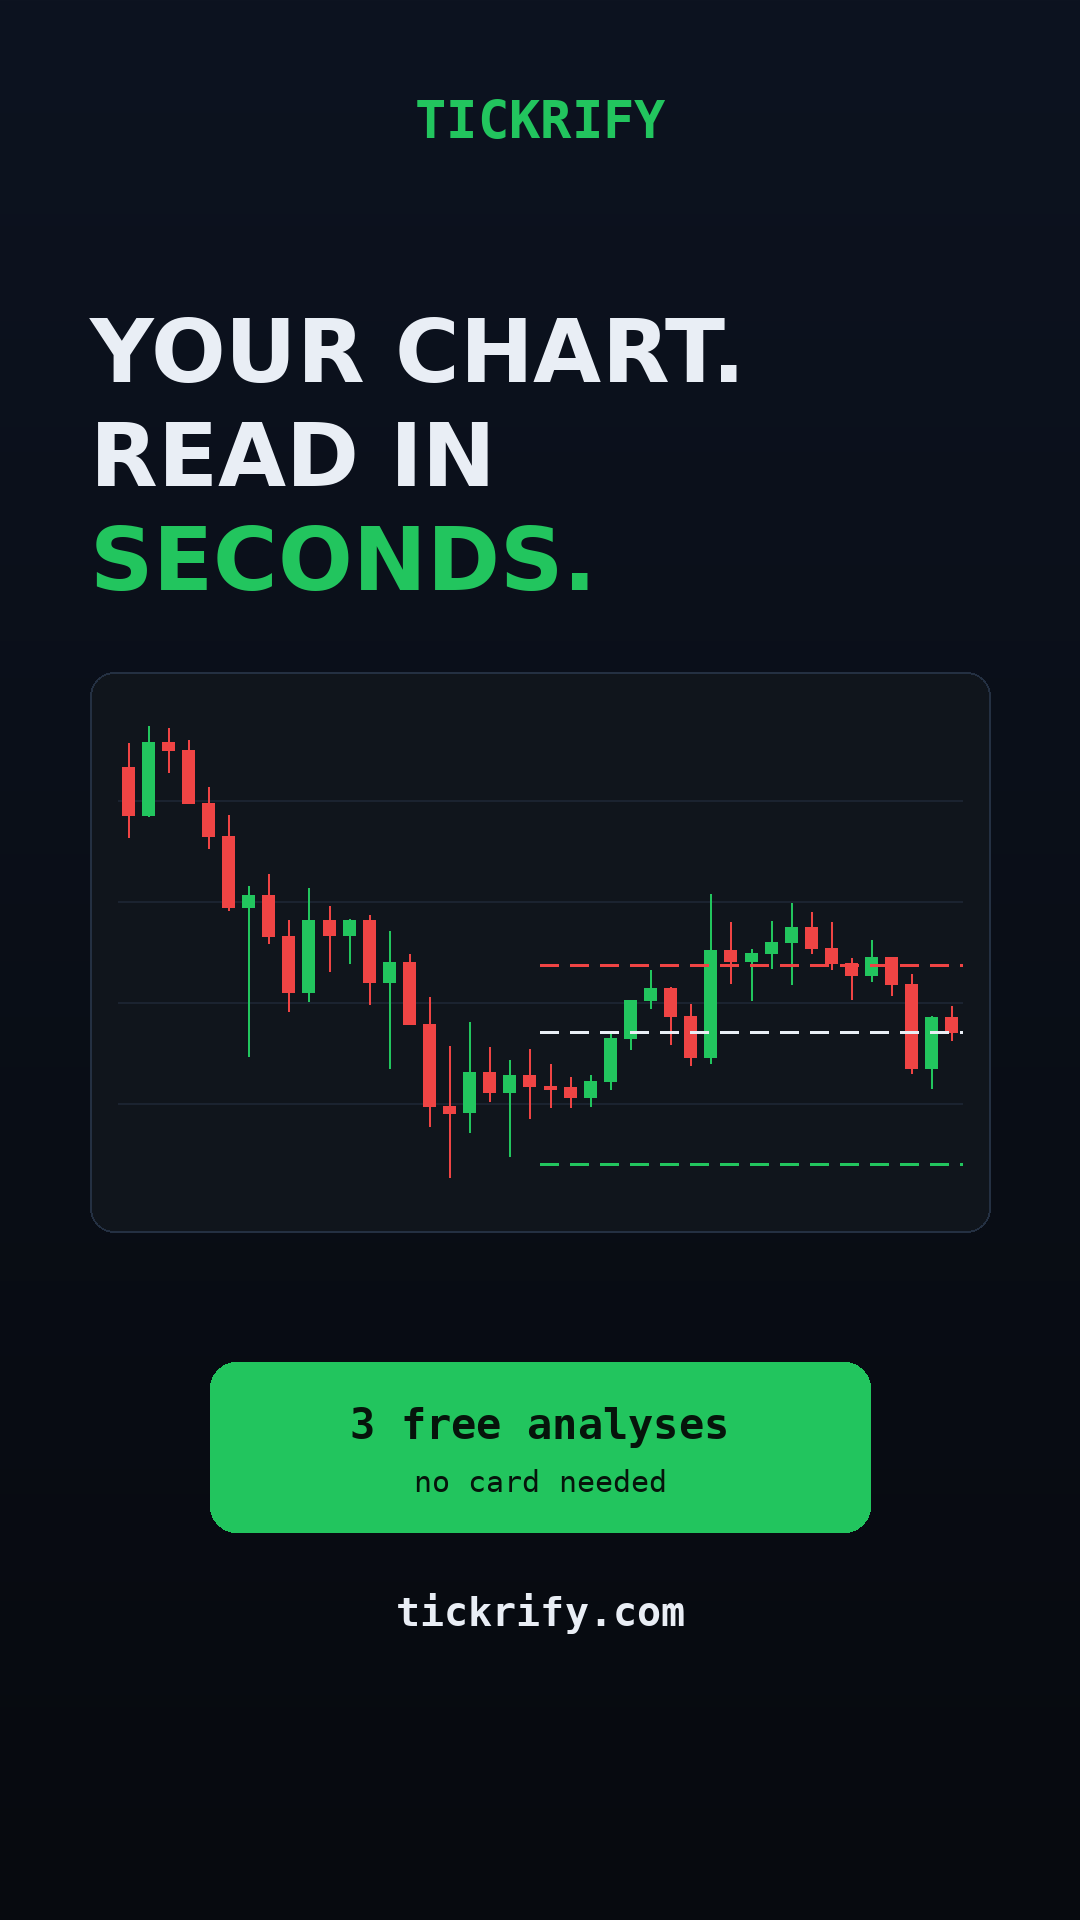 TICKRIFY
YOUR CHART.
READ IN
SECONDS.
3 free analyses
no card needed
tickrify.com